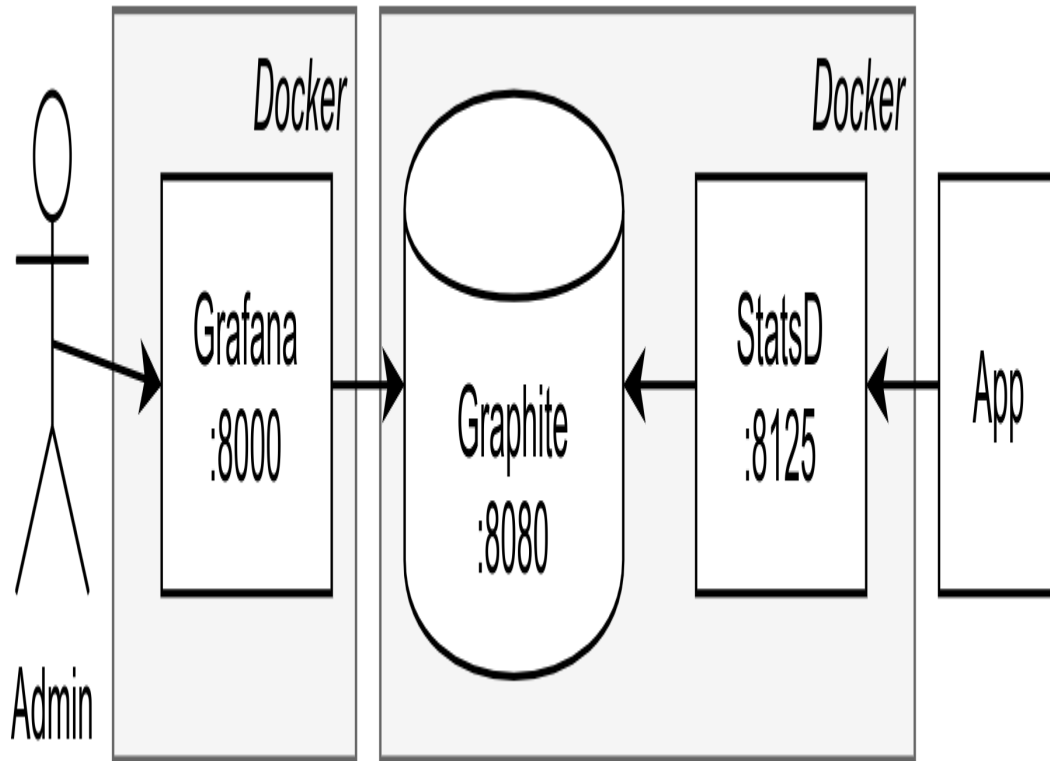 Docker
Docker
Grafana
:8000
Graphite
:8080
StatsD
:8125
App
Admin